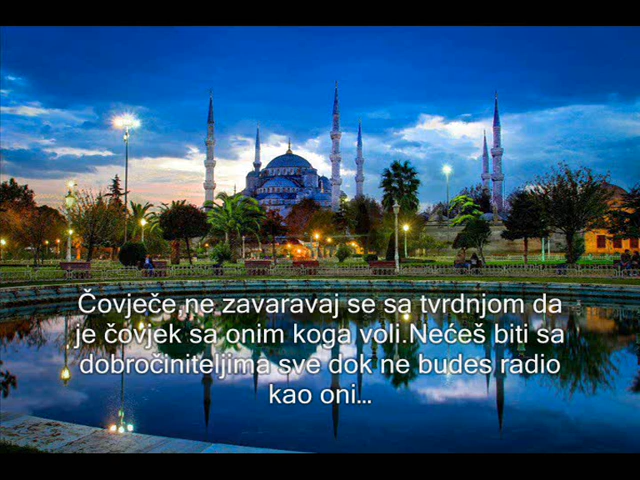 Čovječe ne zavaravaj se sa tvrdnjom da
je čovjek sa onim koga voli.Nećeš biti sa
dobročiniteljima sve dok ne budes radio
kao oni...